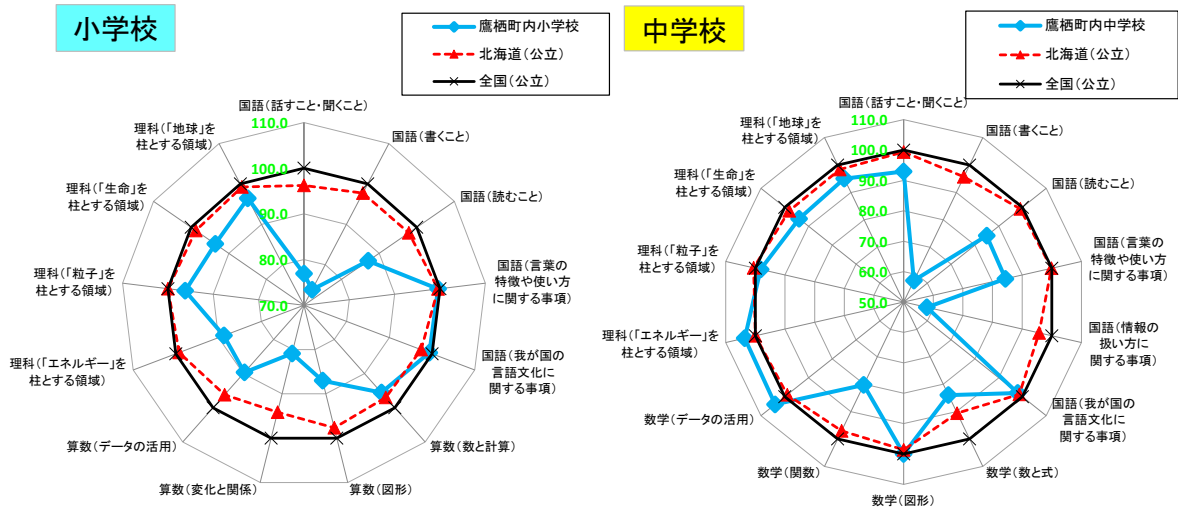 小学校
鷹栖町内小学校
北海道(公立)
全国(公立)
国語(話すこと・聞くこと)
国語(書くこと)
国語(読むこと)
国語(言葉の
特徴や使い方
に関する事項)
国語(我が国の
言語文化に
関する事項)
算数(数と計算)
算数(図形)
算数(変化と関係)
算数(データの活用)
理科(「エネルギー」を
柱とする領域)
理科(「粒子」を
柱とする領域)
理科(「生命」を
柱とする領域)
理科(「地球」を
柱とする領域)
110.0
100.0
90.0
80.0
70.0
中学校
鷹栖町内中学校
北海道(公立)
全国(公立)
国語(話すこと・聞くこと)
国語(書くこと)
国語(読むこと)
国語(言葉の
特徴や使い方
に関する事項)
国語(情報の
扱い方に
関する事項)
国語(我が国の
言語文化に
関する事項)
数学(数と式)
数学(図形)
数学(関数)
数学(データの活用)
理科(「エネルギー」を
柱とする領域)
理科(「粒子」を
柱とする領域)
理科(「生命」を
柱とする領域)
理科(「地球」を
柱とする領域)
110.0
100.0
90.0
80.0
70.0
60.0
50.0